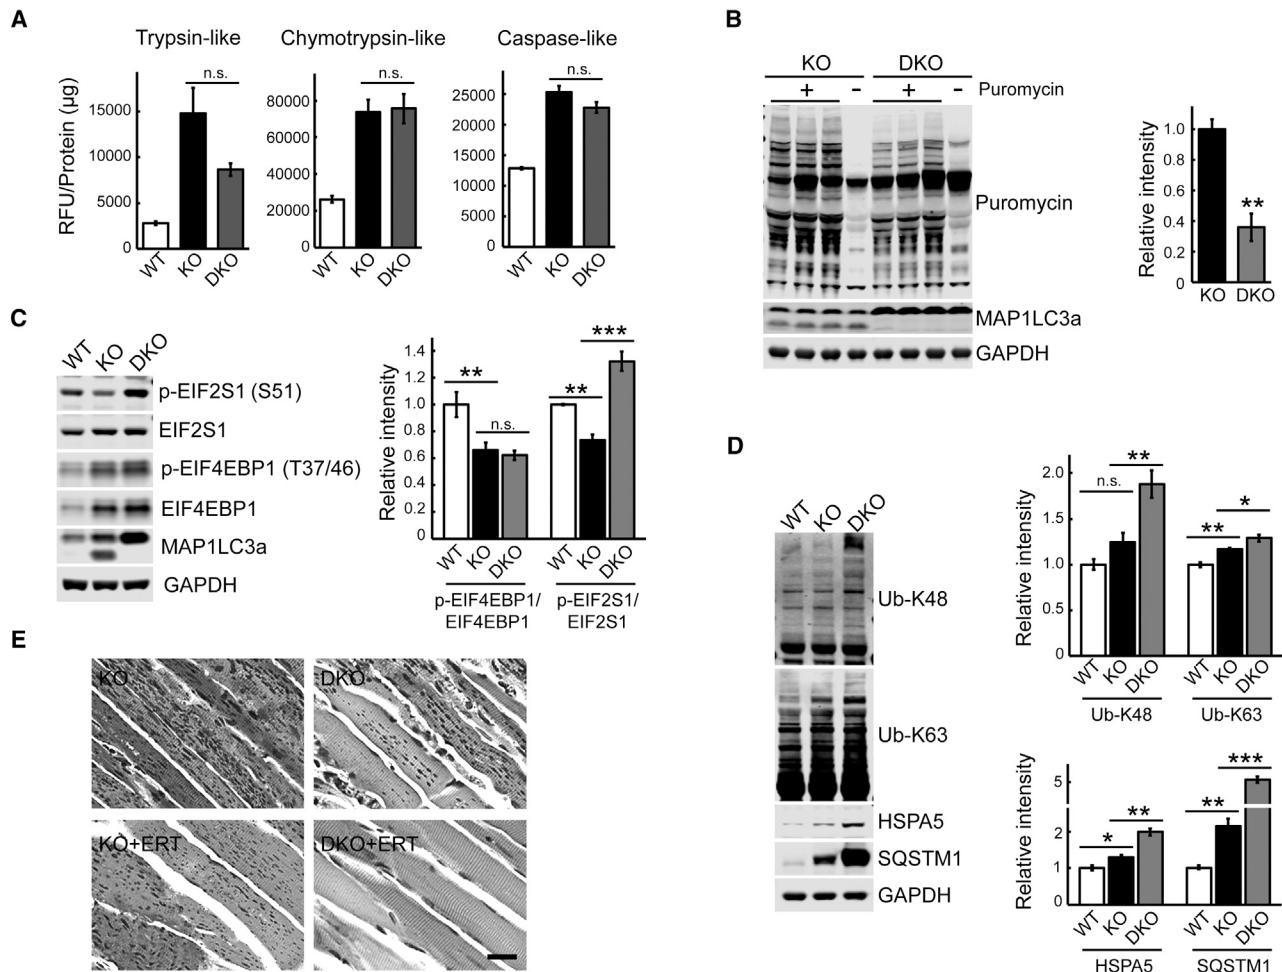 A
Trypsin-like
Chymotrypsin-like
Caspase-like
RFU/Protein (µg)
n.s.
15000
10000
5000
0
WT
KO
DKO
n.s.
80000
60000
40000
20000
0
WT
KO
DKO
n.s.
25000
20000
15000
10000
5000
0
WT
KO
DKO
B
KO
DKO
+
-
+
-
Puromycin
Puromycin
MAP1LC3a
GAPDH
Relative intensity
1.0
0.8
0.6
0.4
0.2
0
**
KO
DKO
C
WT
KO
DKO
p-EIF2S1 (S51)
EIF2S1
p-EIF4EBP1 (T37/46)
EIF4EBP1
MAP1LC3a
GAPDH
Relative intensity
1.4
1.2
1.0
0.8
0.6
0.4
0.2
0
**
n.s.
**
***
WT
KO
DKO
WT
KO
DKO
p-EIF4EBP1/
EIF4EBP1
p-EIF2S1/
EIF2S1
D
WT
KO
DKO
Ub-K48
Ub-K63
HSPA5
SQSTM1
GAPDH
Relative intensity
2.0
1.5
1.0
0.5
0
n.s.
**
**
*
WT
KO
DKO
WT
KO
DKO
Ub-K48
Ub-K63
Relative intensity
5
2
1
0
*
**
**
***
WT
KO
DKO
WT
KO
DKO
HSPA5
SQSTM1
E
KO
DKO
KO+ERT
DKO+ERT